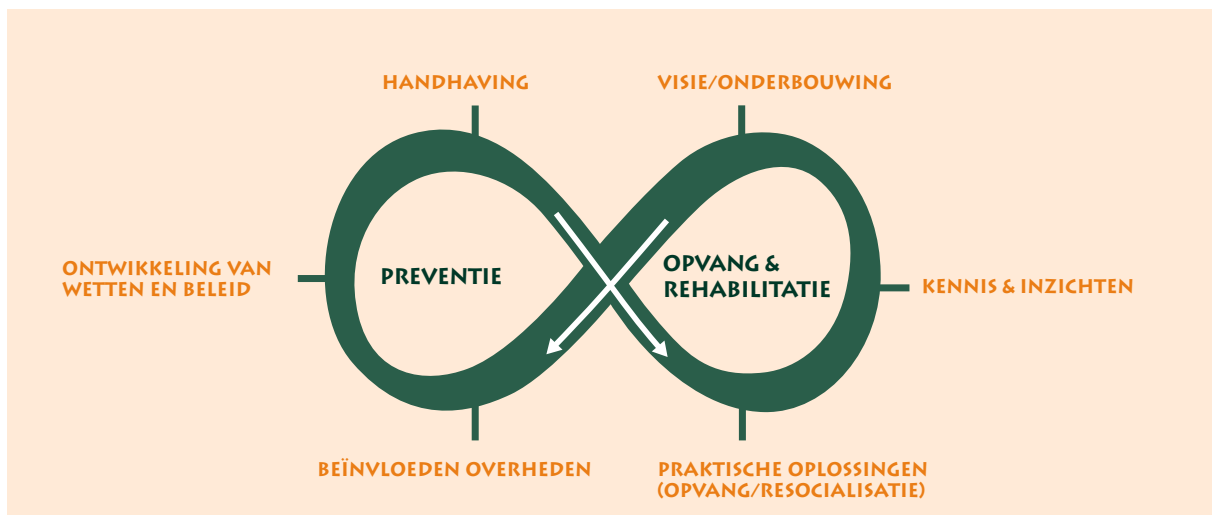 HANDHAVING
VISIE/ONDERBOUWING
ONTWIKKELING VAN
WETTEN EN BELEID
PREVENTIE
OPVANG &
REHABILITATIE
KENNIS & INZICHTEN
BEÏNVLOEDEN OVERHEDEN
PRAKTISCHE OPLOSSINGEN
(OPVANG/RESOCIALISATIE)